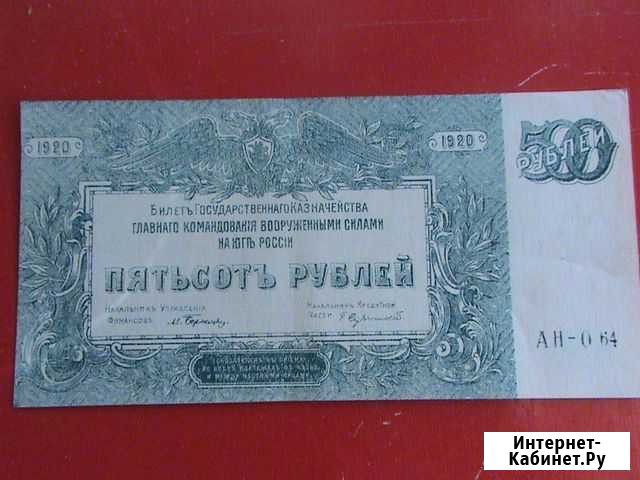 1920
1920
500
РУБЛЕЙ
БИЛЕТЪ ГОСУДАРСТВЕННАГО КАЗНАЧЕЙСТВА
ГЛАВНАГО КОМАНДОВАНІЯ ВООРУЖЕННЫМИ СИЛАМИ
НА ЮГѢ РОССІИ
ПЯТЬСОТЪ РУБЛЕЙ
НАЧАЛЬНИКЪ УПРАВЛЕНІЯ
ФИНАНСОВЪ
НАЧАЛЬНИКЪ КРЕДИТНОЙ
ЧАСТИ
АН-064
Интернет-
Кабинет.Ру